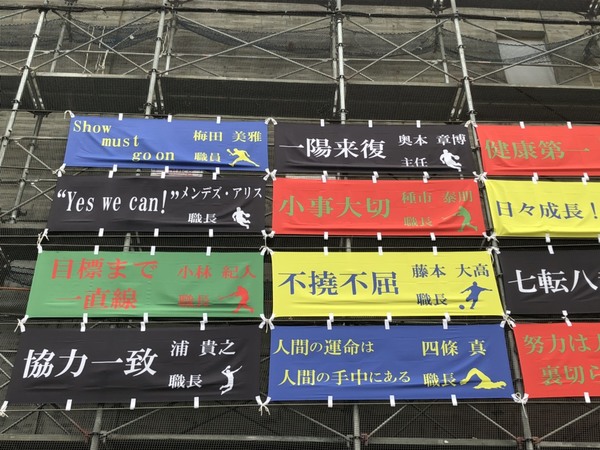 Show
must
go on
梅田 美雅
職員
一陽来復
奥本 章博
主任
健康第一
"Yes we can!"
メンデズ・アリス
職長
小事大切
種市 泰明
職長
日々成長!
目標まで
一直線
小林 紀人
職長
不撓不屈
藤本 大高
職長
七転八
協力一致
浦 貴之
職長
人間の運命は
人間の手中にある
四條 真
職長
努力は
裏切ら